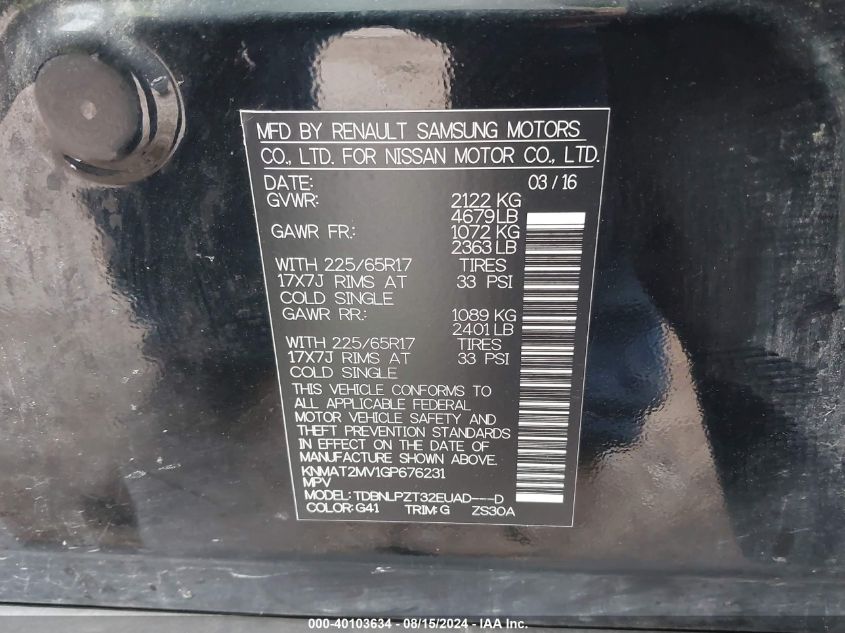 MFD BY RENAULT SAMSUNG MOTORS
CO., LTD. FOR NISSAN MOTOR CO., LTD.
DATE: 03 / 16
GVWR: 2122 KG
4679 LB
GAWR FR.: 1072 KG
2363 LB
WITH 225/65R17 TIRES
17X7J RIMS AT 33 PSI
COLD SINGLE
GAWR RR.: 1089 KG
2401 LB
WITH 225/65R17 TIRES
17X7J RIMS AT 33 PSI
COLD SINGLE
THIS VEHICLE CONFORMS TO
ALL APPLICABLE FEDERAL
MOTOR VEHICLE SAFETY AND
THEFT PREVENTION STANDARDS
IN EFFECT ON THE DATE OF
MANUFACTURE SHOWN ABOVE.
KNMAT2MV1GP676231
MPV
MODEL: TDBNLPZT32EUAD---D
COLOR: G41 TRIM: G ZS30A
000-40103634 - 08/15/2024 - IAA Inc.